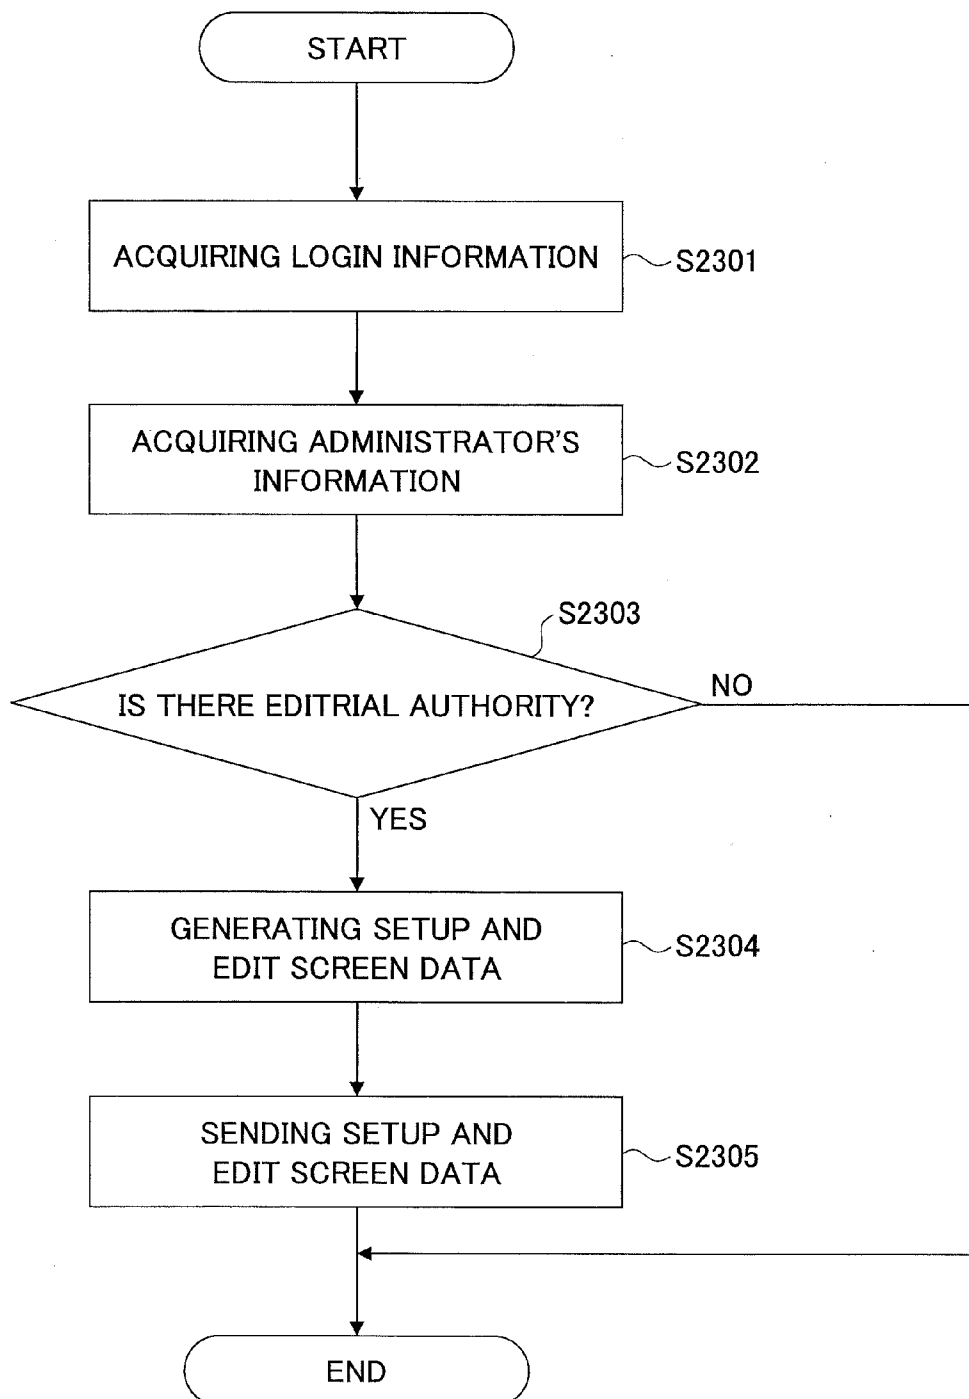 START
ACQUIRING LOGIN INFORMATION
S2301
ACQUIRING ADMINISTRATOR'S
INFORMATION
S2302
S2303
IS THERE EDITRIAL AUTHORITY?
NO
YES
GENERATING SETUP AND
EDIT SCREEN DATA
S2304
SENDING SETUP AND
EDIT SCREEN DATA
S2305
END